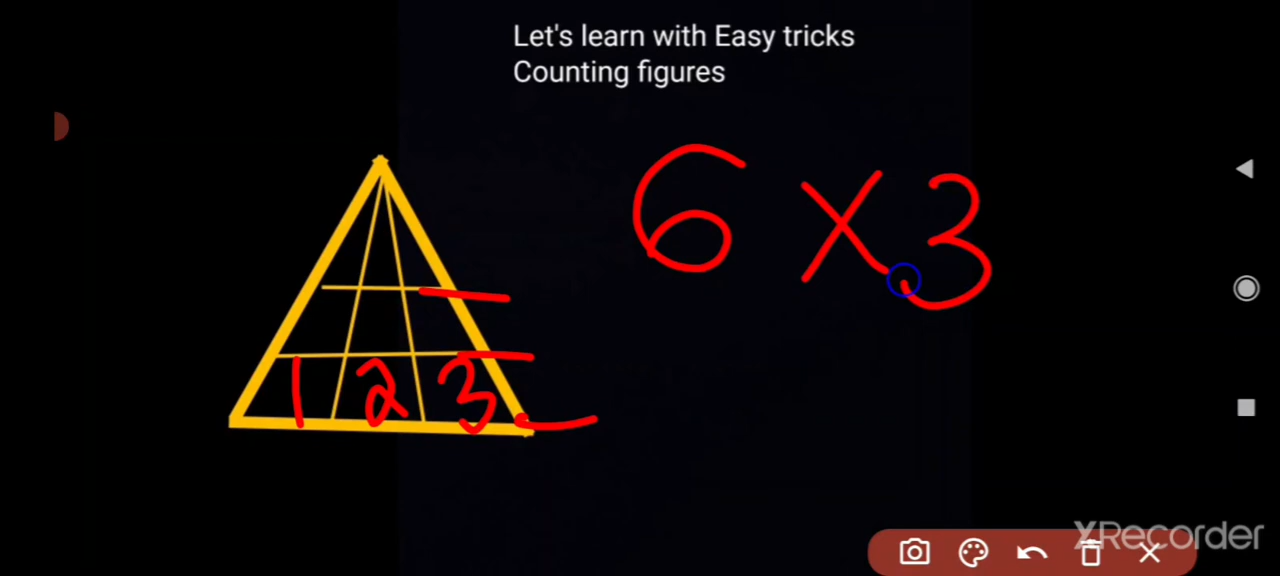 Let's learn with Easy tricks
Counting figures
6 X 3
1 2 3
XRecorder